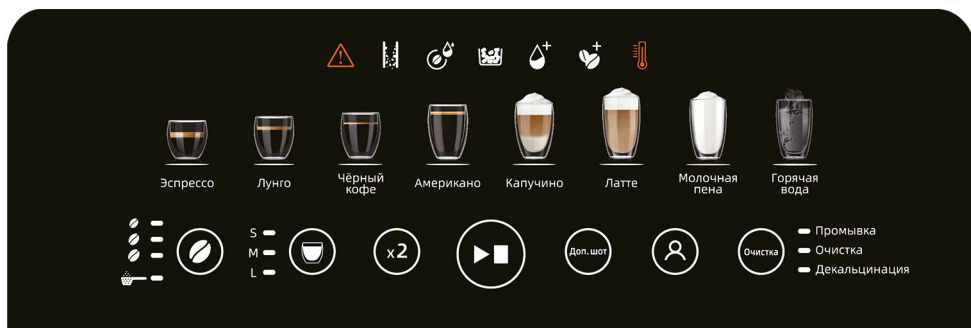 Эспрессо
Лунго
Чёрный
кофе
Американо
Капучино
Латте
Молочная
пена
Горячая
вода
S
M
L
x2
Доп. шот
Очистка
Промывка
Очистка
Декальцинация